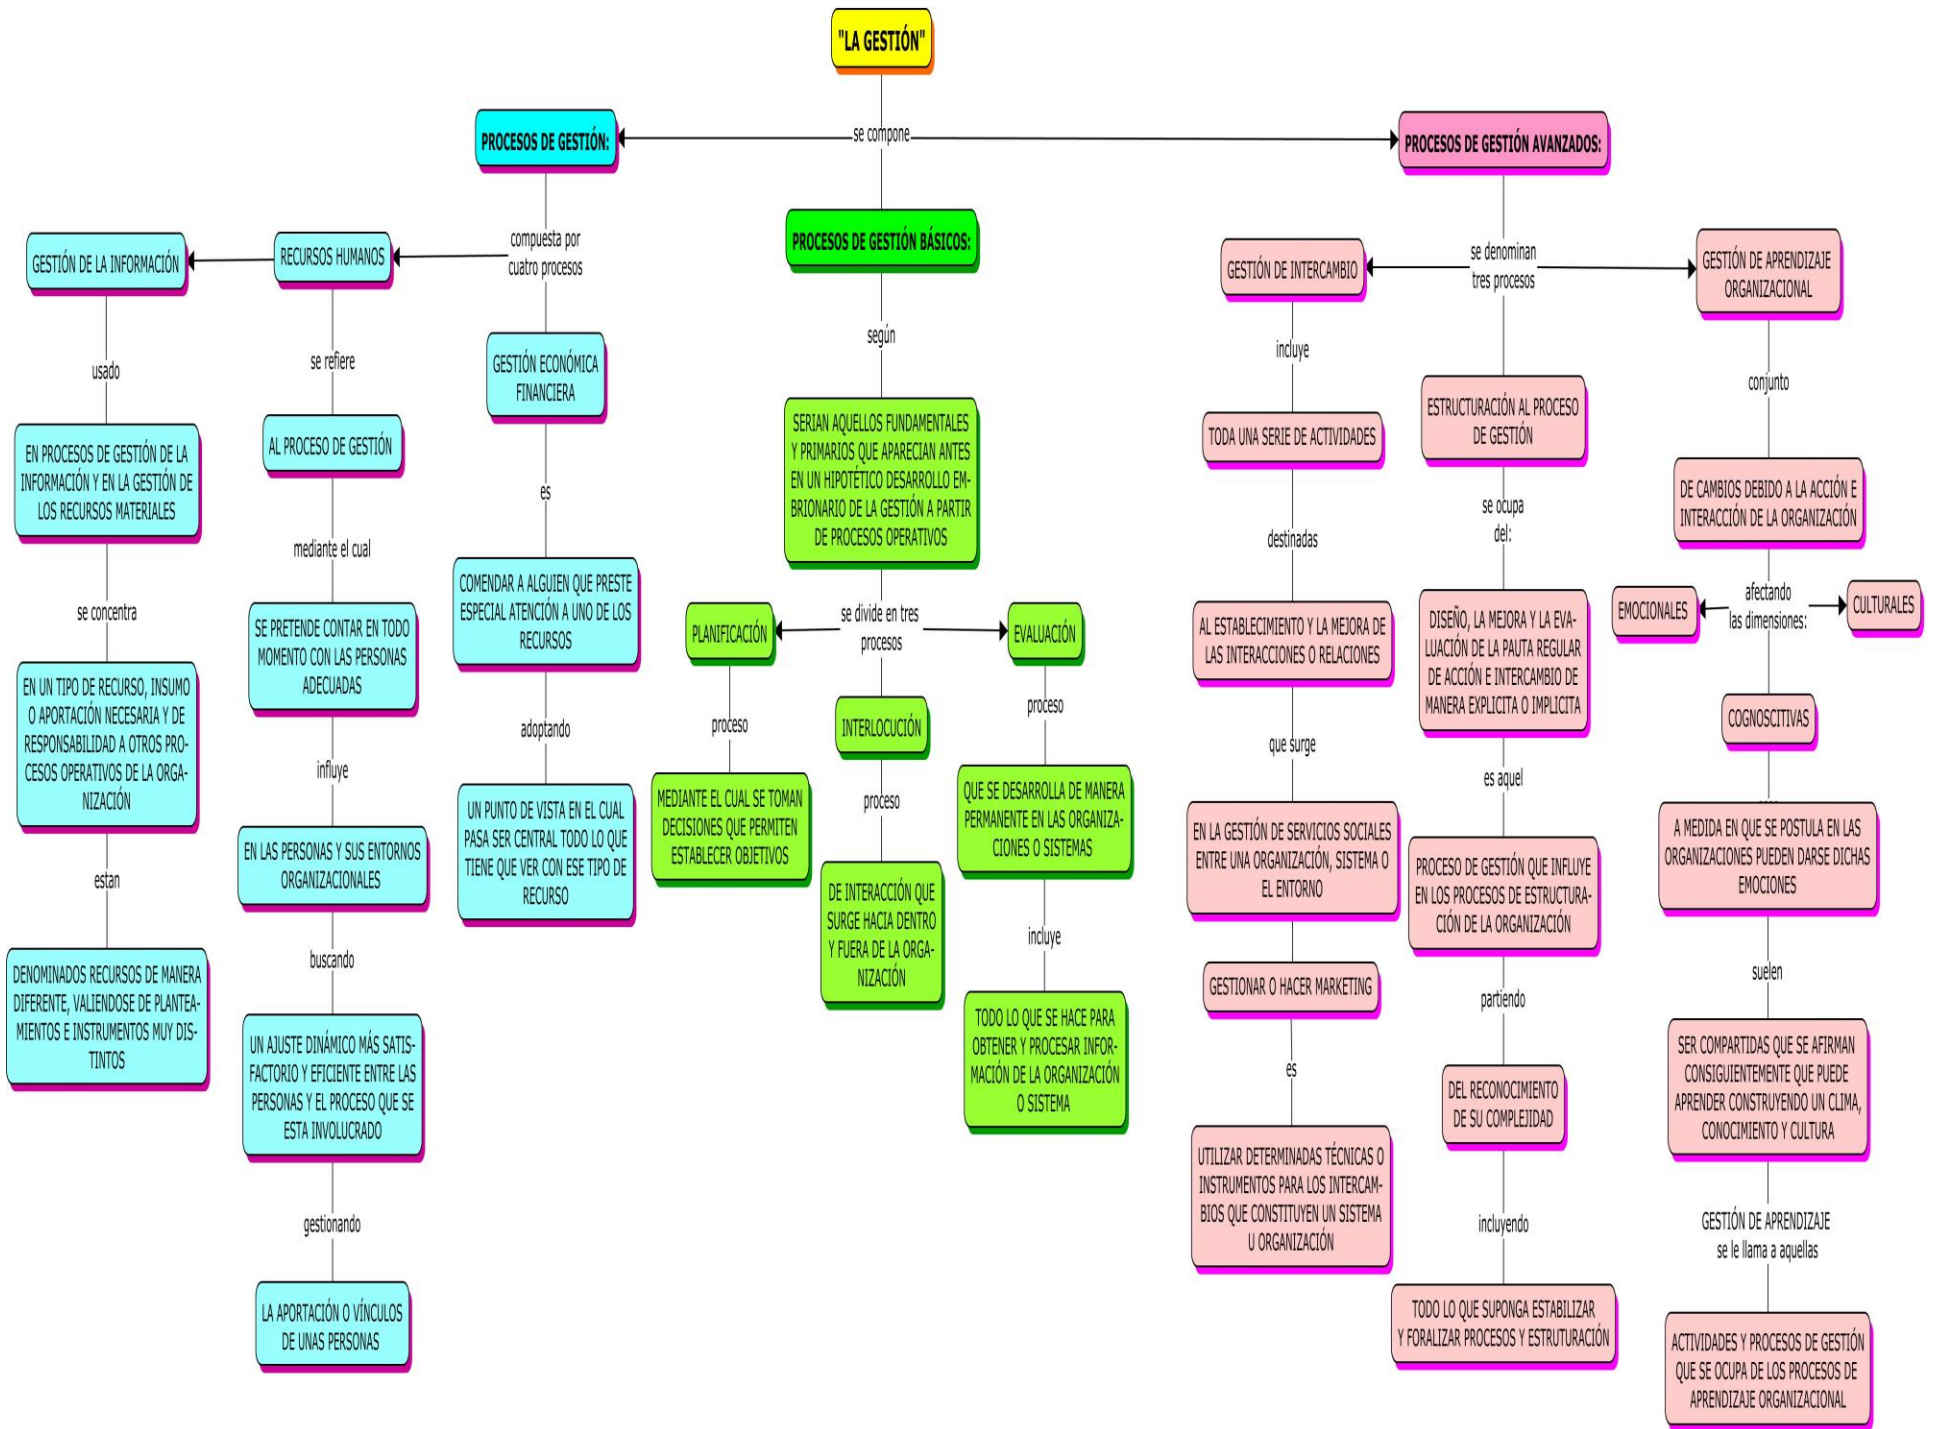 "LA GESTIÓN"
se compone
PROCESOS DE GESTIÓN:
compuesta por
cuatro procesos
GESTIÓN DE LA INFORMACIÓN
usado
EN PROCESOS DE GESTIÓN DE LA
INFORMACIÓN Y EN LA GESTIÓN DE
LOS RECURSOS MATERIALES
se concentra
EN UN TIPO DE RECURSO, INSUMO
O APORTACIÓN NECESARIA Y DE
RESPONSABILIDAD A OTROS PRO-
CESOS OPERATIVOS DE LA ORGA-
NIZACIÓN
estan
DENOMINADOS RECURSOS DE MANERA
DIFERENTE, VALIENDOSE DE PLANTEA-
MIENTOS E INSTRUMENTOS MUY DIS-
TINTOS
RECURSOS HUMANOS
se refiere
AL PROCESO DE GESTIÓN
mediante el cual
SE PRETENDE CONTAR EN TODO
MOMENTO CON LAS PERSONAS
ADECUADAS
influye
EN LAS PERSONAS Y SUS ENTORNOS
ORGANIZACIONALES
buscando
UN AJUSTE DINÁMICO MÁS SATIS-
FACTORIO Y EFICIENTE ENTRE LAS
PERSONAS Y EL PROCESO QUE SE
ESTA INVOLUCRADO
gestionando
LA APORTACIÓN O VÍNCULOS
DE UNAS PERSONAS
GESTIÓN ECONÓMICA
FINANCIERA
es
COMENDAR A ALGUIEN QUE PRESTE
ESPECIAL ATENCIÓN A UNO DE LOS
RECURSOS
adoptando
UN PUNTO DE VISTA EN EL CUAL
PASA SER CENTRAL TODO LO QUE
TIENE QUE VER CON ESE TIPO DE
RECURSO
PROCESOS DE GESTIÓN BÁSICOS:
según
SERIAN AQUELLOS FUNDAMENTALES
Y PRIMARIOS QUE APARECIAN ANTES
EN UN HIPOTÉTICO DESARROLLO EM-
BRIONARIO DE LA GESTIÓN A PARTIR
DE PROCESOS OPERATIVOS
se divide en tres
procesos
PLANIFICACIÓN
proceso
MEDIANTE EL CUAL SE TOMAN
DECISIONES QUE PERMITEN
ESTABLECER OBJETIVOS
INTERLOCUCIÓN
proceso
DE INTERACCIÓN QUE
SURGE HACIA DENTRO
Y FUERA DE LA ORGA-
NIZACIÓN
EVALUACIÓN
proceso
QUE SE DESARROLLA DE MANERA
PERMANENTE EN LAS ORGANIZA-
CIONES O SISTEMAS
incluye
TODO LO QUE SE HACE PARA
OBTENER Y PROCESAR INFOR-
MACIÓN DE LA ORGANIZACIÓN
O SISTEMA
PROCESOS DE GESTIÓN AVANZADOS:
se denominan
tres procesos
GESTIÓN DE INTERCAMBIO
incluye
TODA UNA SERIE DE ACTIVIDADES
destinadas
AL ESTABLECIMIENTO Y LA MEJORA DE
LAS INTERACCIONES O RELACIONES
que surge
EN LA GESTIÓN DE SERVICIOS SOCIALES
ENTRE UNA ORGANIZACIÓN, SISTEMA O
EL ENTORNO
GESTIONAR O HACER MARKETING
es
UTILIZAR DETERMINADAS TÉCNICAS O
INSTRUMENTOS PARA LOS INTERCAM-
BIOS QUE CONSTITUYEN UN SISTEMA
U ORGANIZACIÓN
ESTRUCTURACIÓN AL PROCESO
DE GESTIÓN
se ocupa
del:
DISEÑO, LA MEJORA Y LA EVA-
LUACIÓN DE LA PAUTA REGULAR
DE ACCIÓN E INTERCAMBIO DE
MANERA EXPLICITA O IMPLICITA
es aquel
PROCESO DE GESTIÓN QUE INFLUYE
EN LOS PROCESOS DE ESTRUCTURA-
CIÓN DE LA ORGANIZACIÓN
partiendo
DEL RECONOCIMIENTO
DE SU COMPLEJIDAD
incluyendo
TODO LO QUE SUPONGA ESTABILIZAR
Y FORALIZAR PROCESOS Y ESTRUTURACIÓN
GESTIÓN DE APRENDIZAJE
ORGANIZACIONAL
conjunto
DE CAMBIOS DEBIDO A LA ACCIÓN E
INTERACCIÓN DE LA ORGANIZACIÓN
afectando
las dimensiones:
EMOCIONALES
CULTURALES
COGNOSCITIVAS
A MEDIDA EN QUE SE POSTULA EN LAS
ORGANIZACIONES PUEDEN DARSE DICHAS
EMOCIONES
suelen
SER COMPARTIDAS QUE SE AFIRMAN
CONSIGUIENTEMENTE QUE PUEDE
APRENDER CONSTRUYENDO UN CLIMA,
CONOCIMIENTO Y CULTURA
GESTIÓN DE APRENDIZAJE
se le llama a aquellas
ACTIVIDADES Y PROCESOS DE GESTIÓN
QUE SE OCUPA DE LOS PROCESOS DE
APRENDIZAJE ORGANIZACIONAL